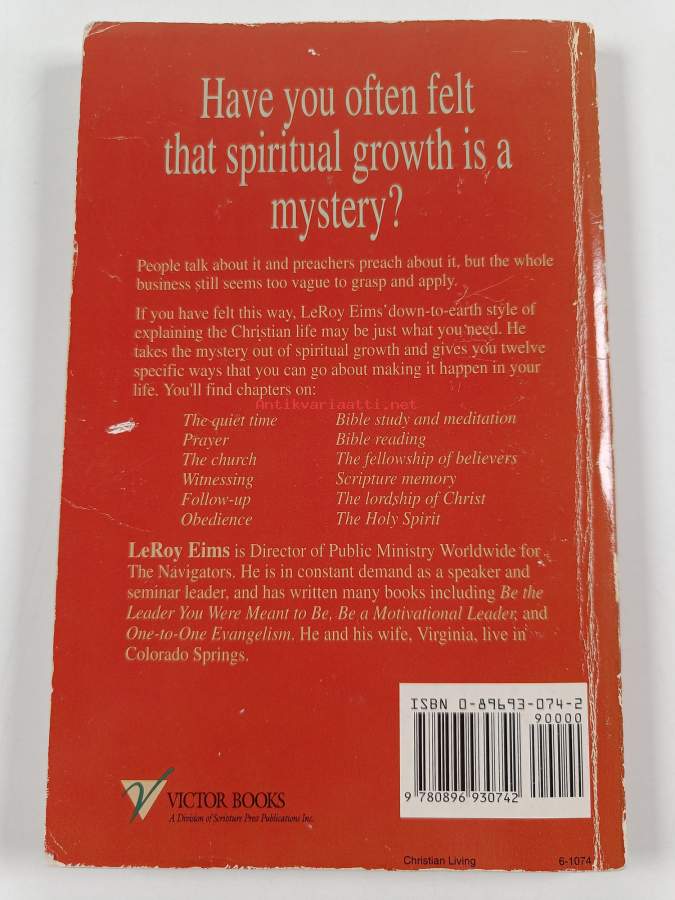 Have you often felt
that spiritual growth is a
mystery?
People talk about it and preachers preach about it, but the whole
business still seems too vague to grasp and apply.
If you have felt this way, LeRoy Eims' down-to-earth style of
explaining the Christian life may be just what you need. He
takes the mystery out of spiritual growth and gives you twelve
specific ways that you can go about making it happen in your
life. You'll find chapters on:
Antikvariaatti.net
The quiet time Bible study and meditation
Prayer Bible reading
The church The fellowship of believers
Witnessing Scripture memory
Follow-up The lordship of Christ
Obedience The Holy Spirit
LeRoy Eims is Director of Public Ministry Worldwide for
The Navigators. He is in constant demand as a speaker and
seminar leader, and has written many books including Be the
Leader You Were Meant to Be, Be a Motivational Leader, and
One-to-One Evangelism. He and his wife, Virginia, live in
Colorado Springs.
ISBN 0-89693-074-2
90000
9 780896 930742
VICTOR BOOKS
A Division of Scripture Press Publications Inc.
Christian Living 6-1074